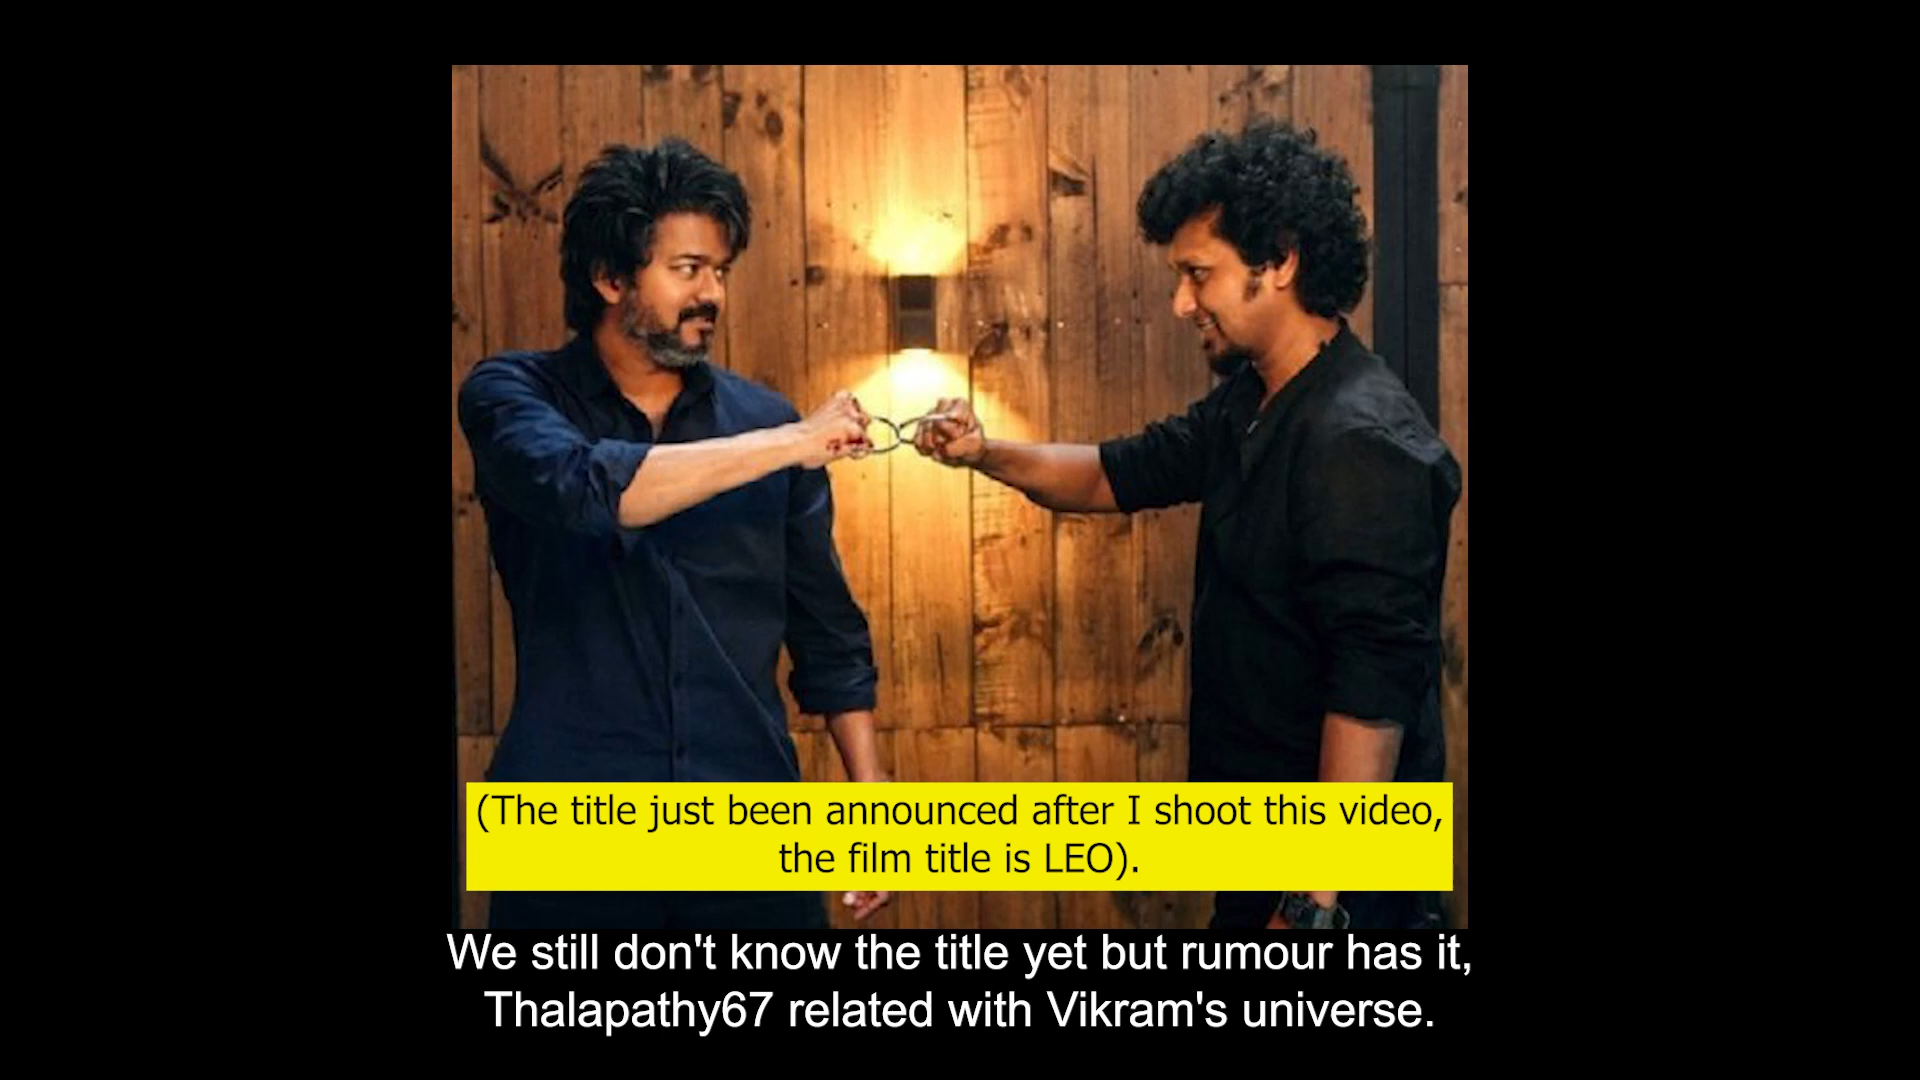 (The title just been announced after I shoot this video,
the film title is LEO).
We still don't know the title yet but rumour has it,
Thalapathy67 related with Vikram's universe.